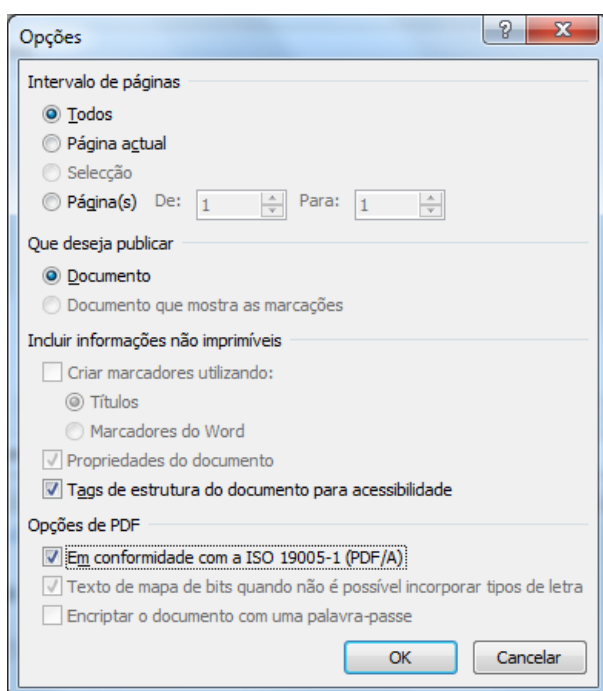 Opções
Intervalo de páginas
Todos
Página actual
Selecção
Página(s) De: 1 Para: 1
Que deseja publicar
Documento
Documento que mostra as marcações
Incluir informações não imprimíveis
Criar marcadores utilizando:
Títulos
Marcadores do Word
Propriedades do documento
Tags de estrutura do documento para acessibilidade
Opções de PDF
Em conformidade com a ISO 19005-1 (PDF/A)
Texto de mapa de bits quando não é possível incorporar tipos de letra
Encriptar o documento com uma palavra-passe
OK Cancelar